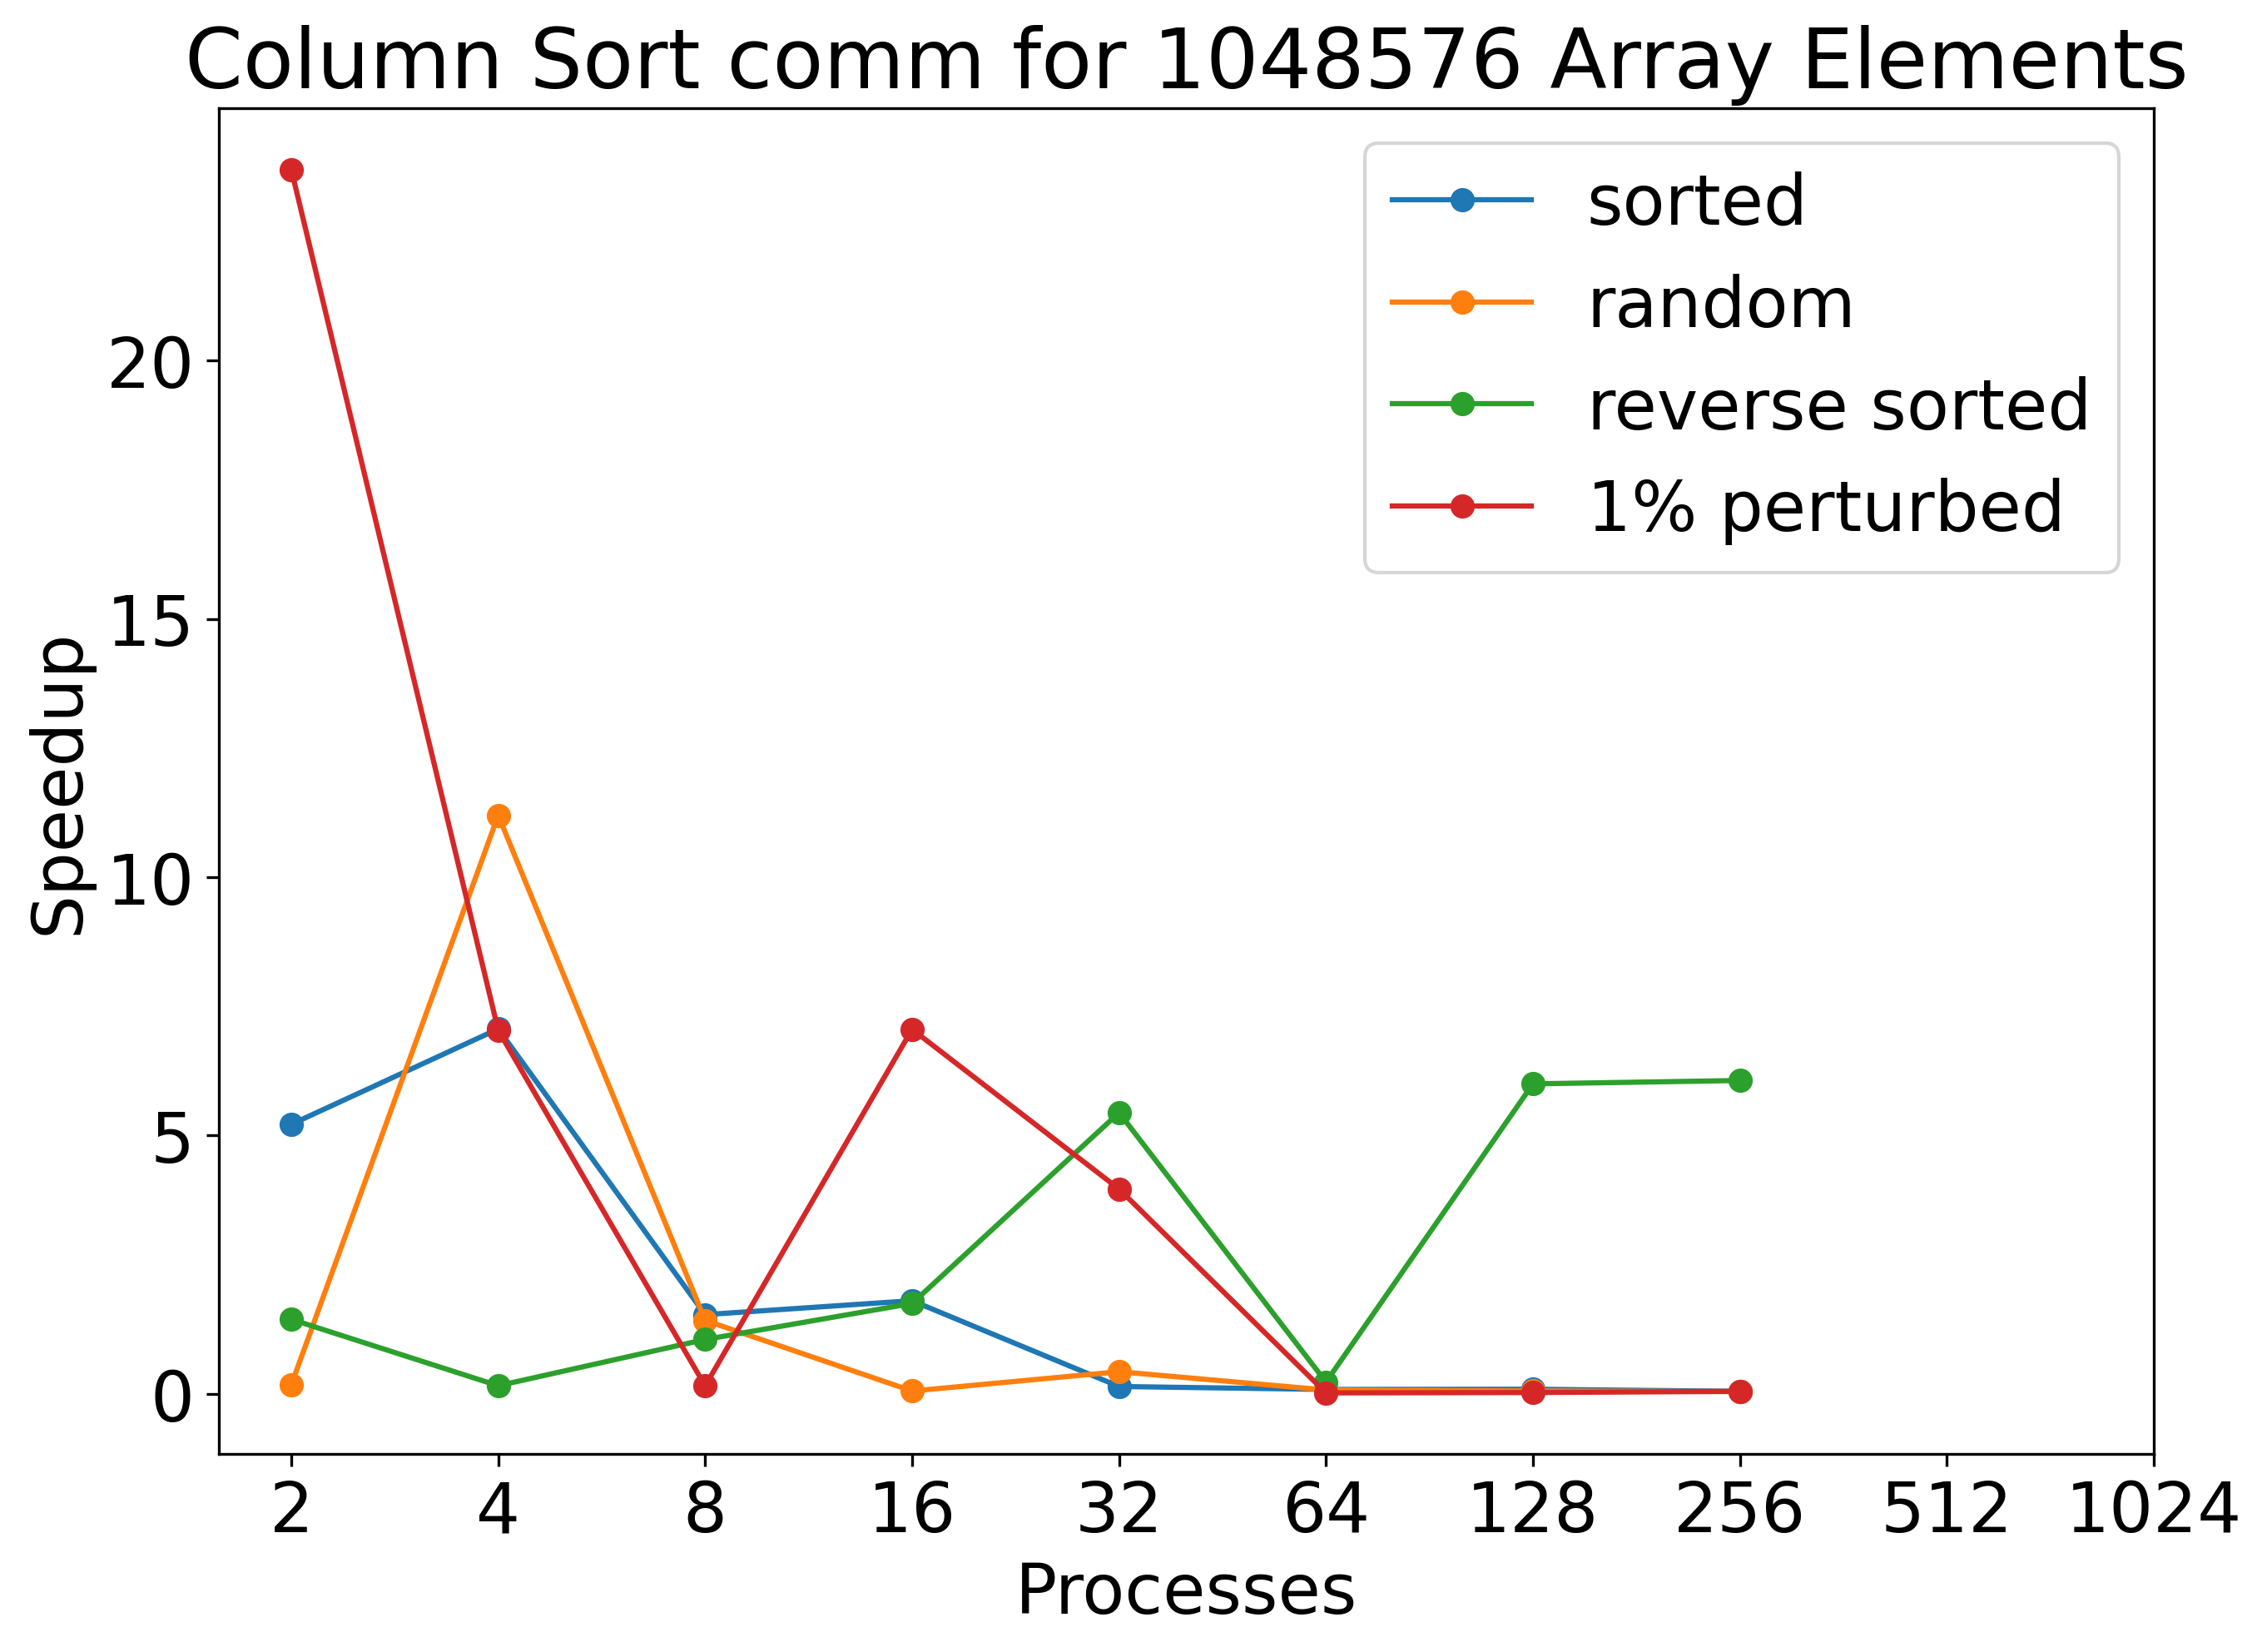 Column Sort comm for 1048576 Array Elements
sorted
random
reverse sorted
1% perturbed
Speedup
20
15
10
5
0
2 4 8 16 32 64 128 256 512 1024
Processes